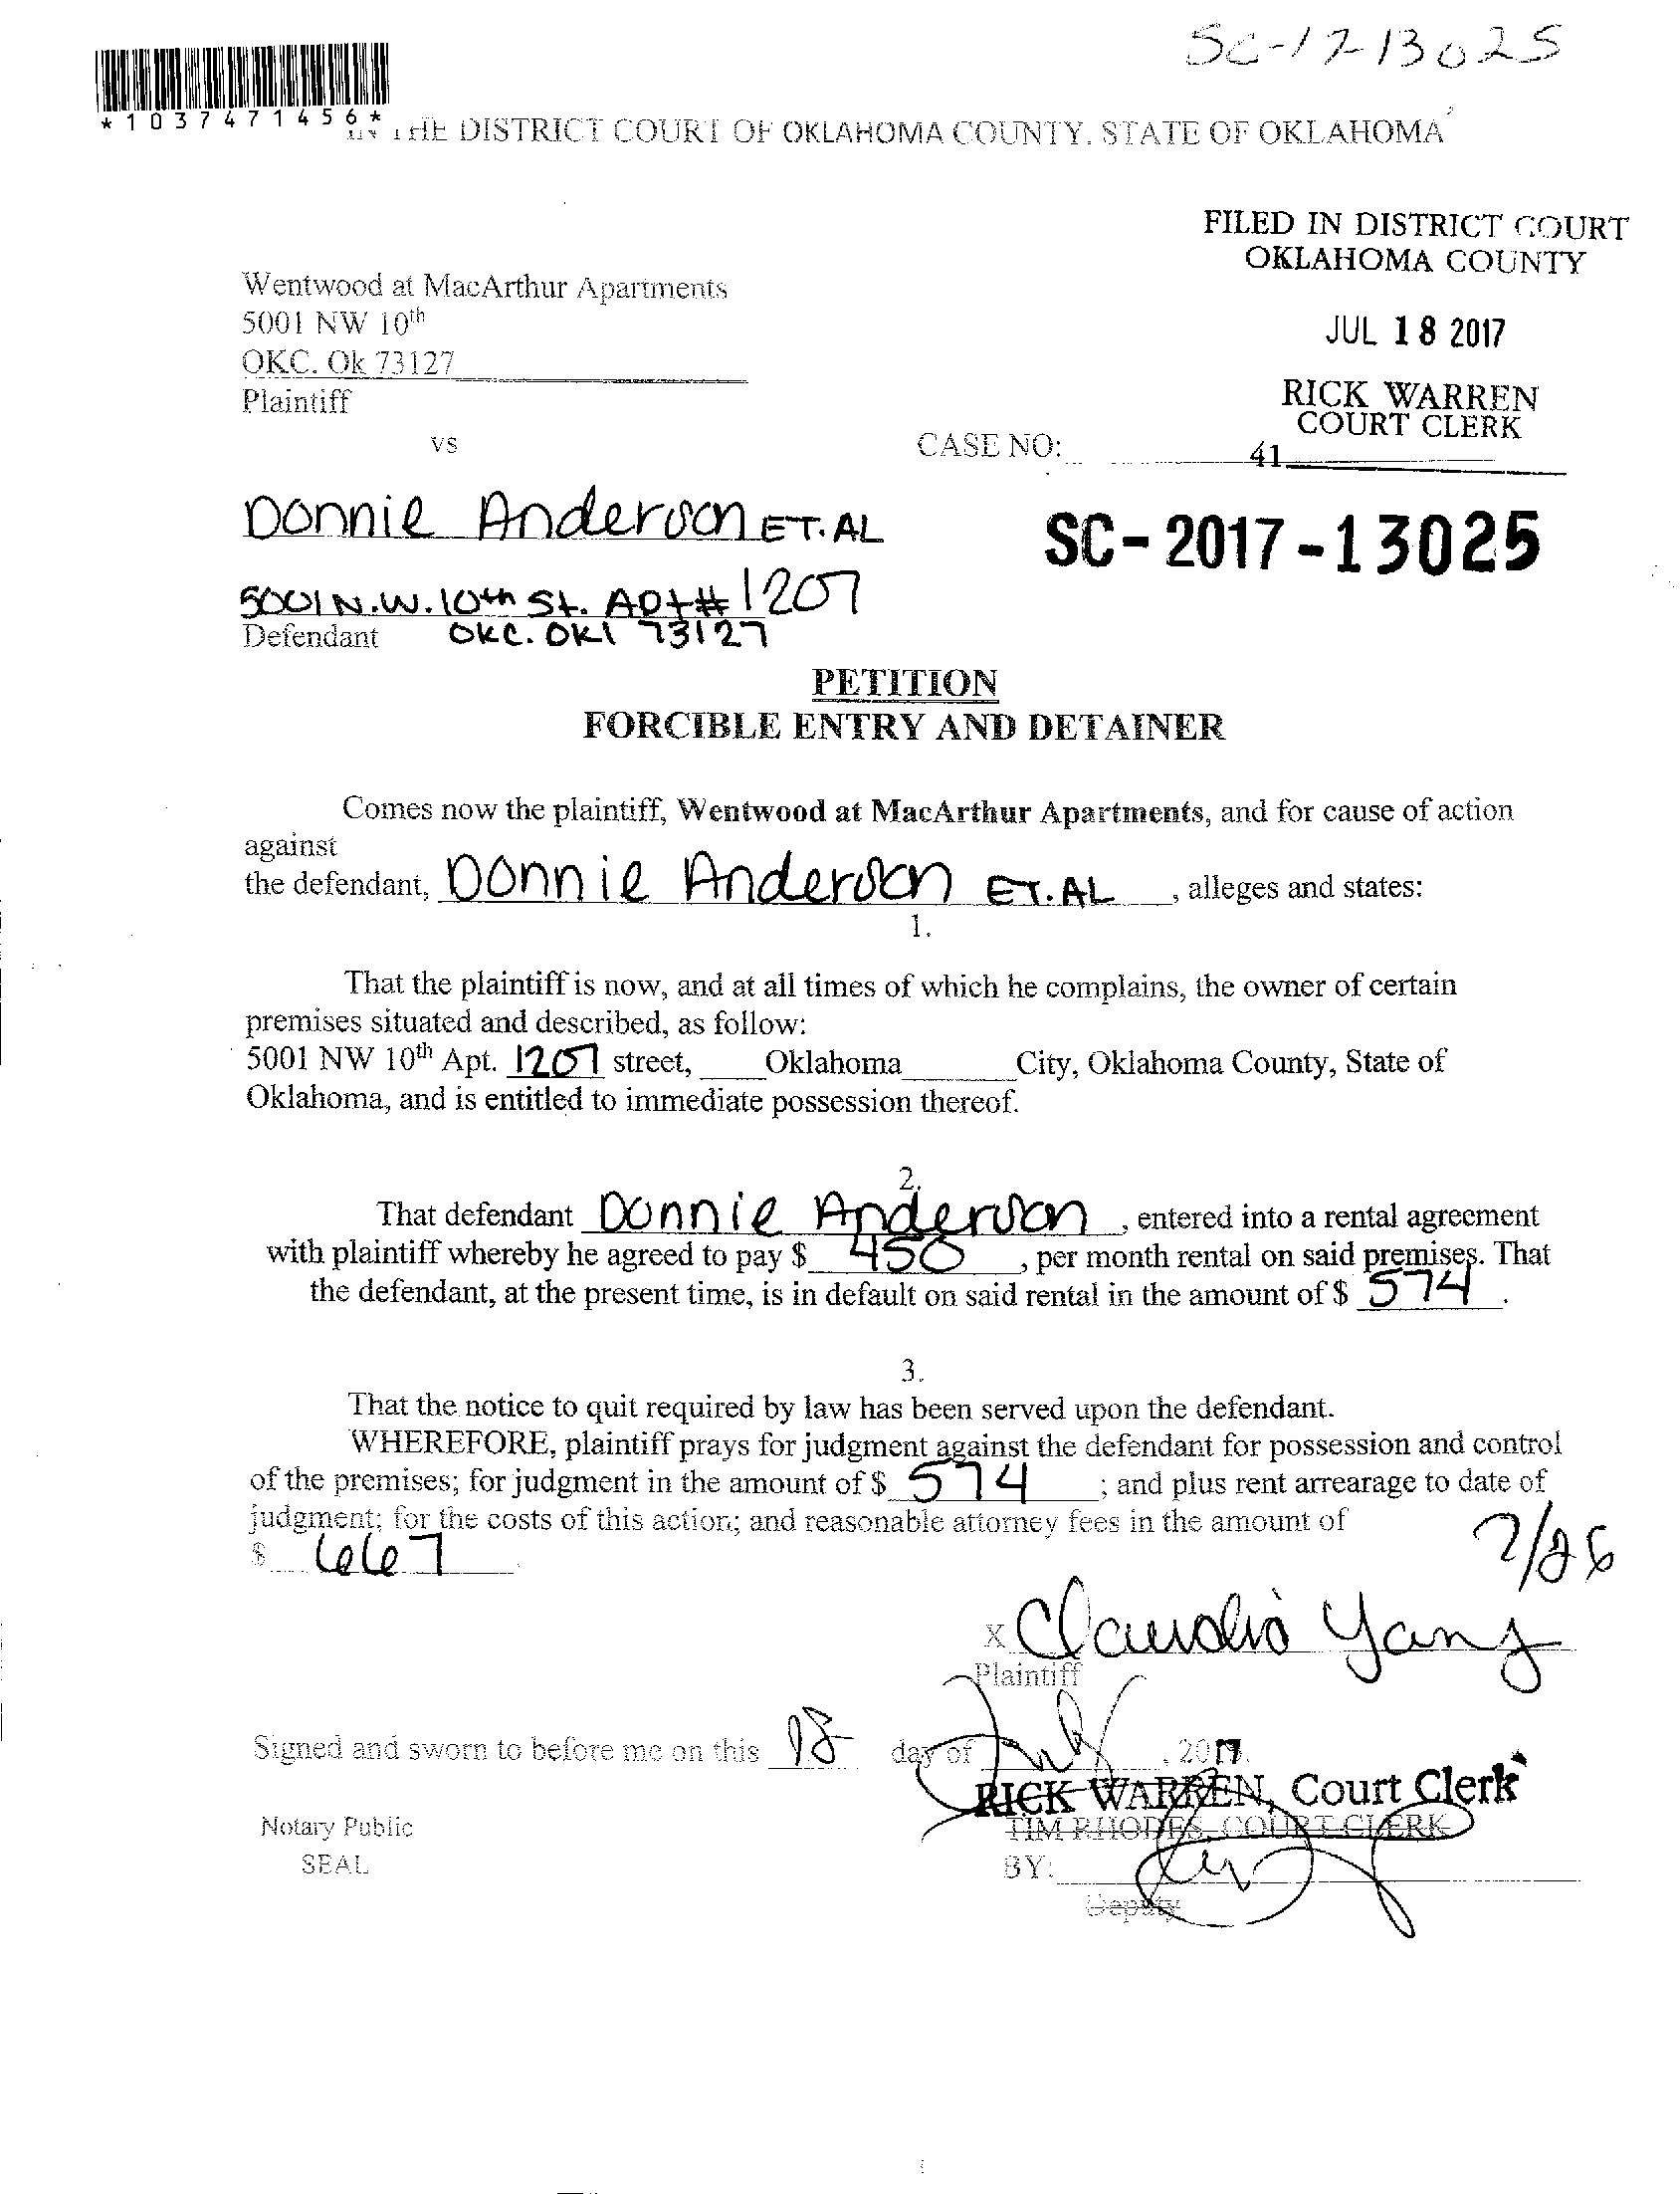 SC-17-13025
*1037471456*
IN THE DISTRICT COURT OF OKLAHOMA COUNTY, STATE OF OKLAHOMA
FILED IN DISTRICT COURT
OKLAHOMA COUNTY
Wentwood at MacArthur Apartments
5001 NW 10th
JUL 18 2017
OKC. Ok 73127
Plaintiff
RICK WARREN
COURT CLERK
vs
CASE NO:
41
Donnie Anderson ET.AL
SC-2017-13025
5001 N.W. 10th St. Apt# 1207
Defendant OKC. Okl 73127
PETITION
FORCIBLE ENTRY AND DETAINER
Comes now the plaintiff, Wentwood at MacArthur Apartments, and for cause of action
against
the defendant, Donnie Anderson ET.AL, alleges and states:
1.
That the plaintiff is now, and at all times of which he complains, the owner of certain
premises situated and described, as follow:
5001 NW 10th Apt. 1207 street, Oklahoma City, Oklahoma County, State of
Oklahoma, and is entitled to immediate possession thereof.
2.
That defendant Donnie Anderson, entered into a rental agreement
with plaintiff whereby he agreed to pay $ 450, per month rental on said premises. That
the defendant, at the present time, is in default on said rental in the amount of $ 574.
3.
That the notice to quit required by law has been served upon the defendant.
WHEREFORE, plaintiff prays for judgment against the defendant for possession and control
of the premises; for judgment in the amount of $ 574; and plus rent arrearage to date of
judgment; for the costs of this action; and reasonable attorney fees in the amount of
$ 667.
7/26
X Claudia Yang
Plaintiff
Signed and sworn to before me on this 18 day of July, 2017.
RICK WARREN, Court Clerk
Notary Public
TIM RHODES, COURT CLERK
SEAL
BY:
Deputy